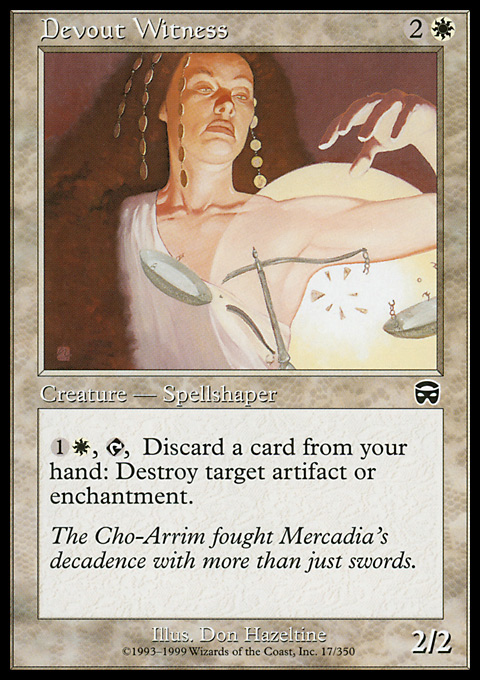 Devout Witness 2
Creature — Spellshaper
1, , Discard a card from your
hand: Destroy target artifact or
enchantment.
The Cho-Arrim fought Mercadia's
decadence with more than just swords.
Illus. Don Hazeltine
2/2
©1993–1999 Wizards of the Coast, Inc. 17/350